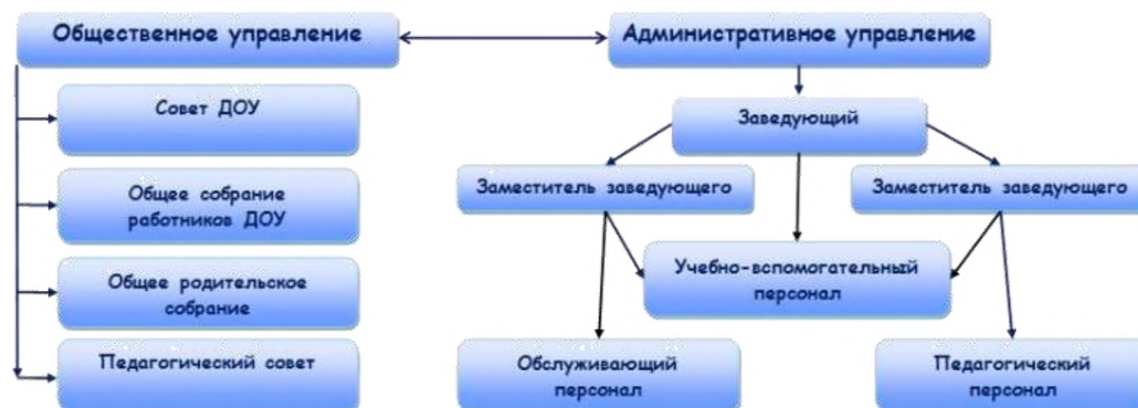 Общественное управление
Административное управление
Совет ДОУ
Общее собрание
работников ДОУ
Общее родительское
собрание
Педагогический совет
Заведующий
Заместитель заведующего
Заместитель заведующего
Учебно-вспомогательный
персонал
Обслуживающий
персонал
Педагогический
персонал